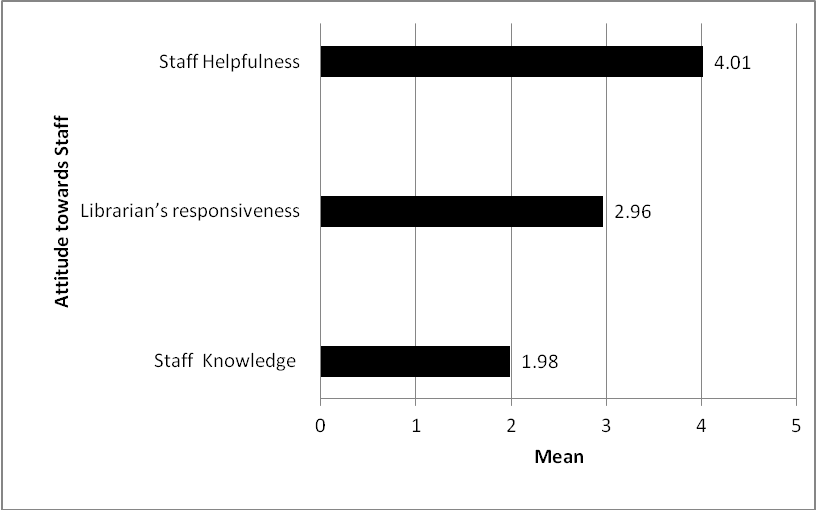 Attitude towards Staff
Staff Helpfulness
4.01
Librarian’s responsiveness
2.96
Staff  Knowledge
1.98
0 1 2 3 4 5
Mean